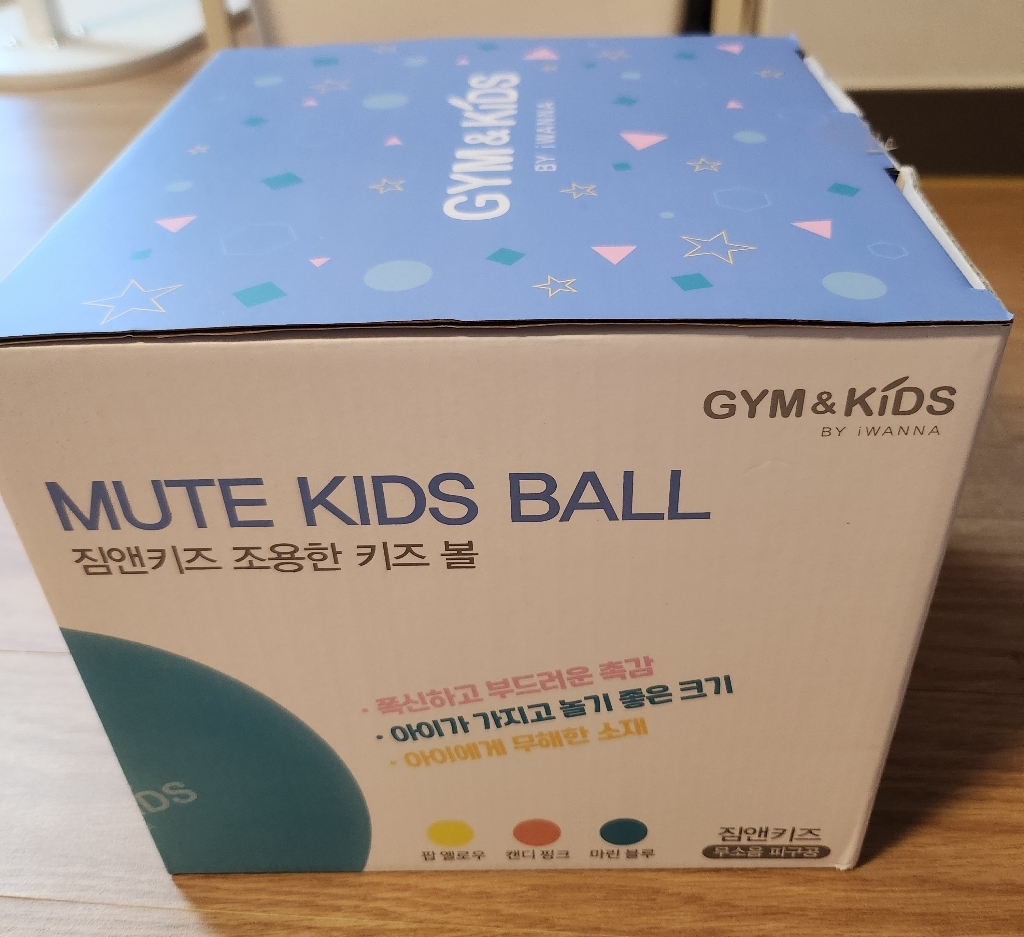 GYM & KiDS
BY iWANNA
GYM & KiDS
BY iWANNA
MUTE KIDS BALL
짐앤키즈 조용한 키즈 볼
· 폭신하고 부드러운 촉감
· 아이가 가지고 놀기 좋은 크기
· 아이에게 무해한 소재
DS
팝 옐로우 캔디 핑크 마린 블루
짐앤키즈
무소음 피구공